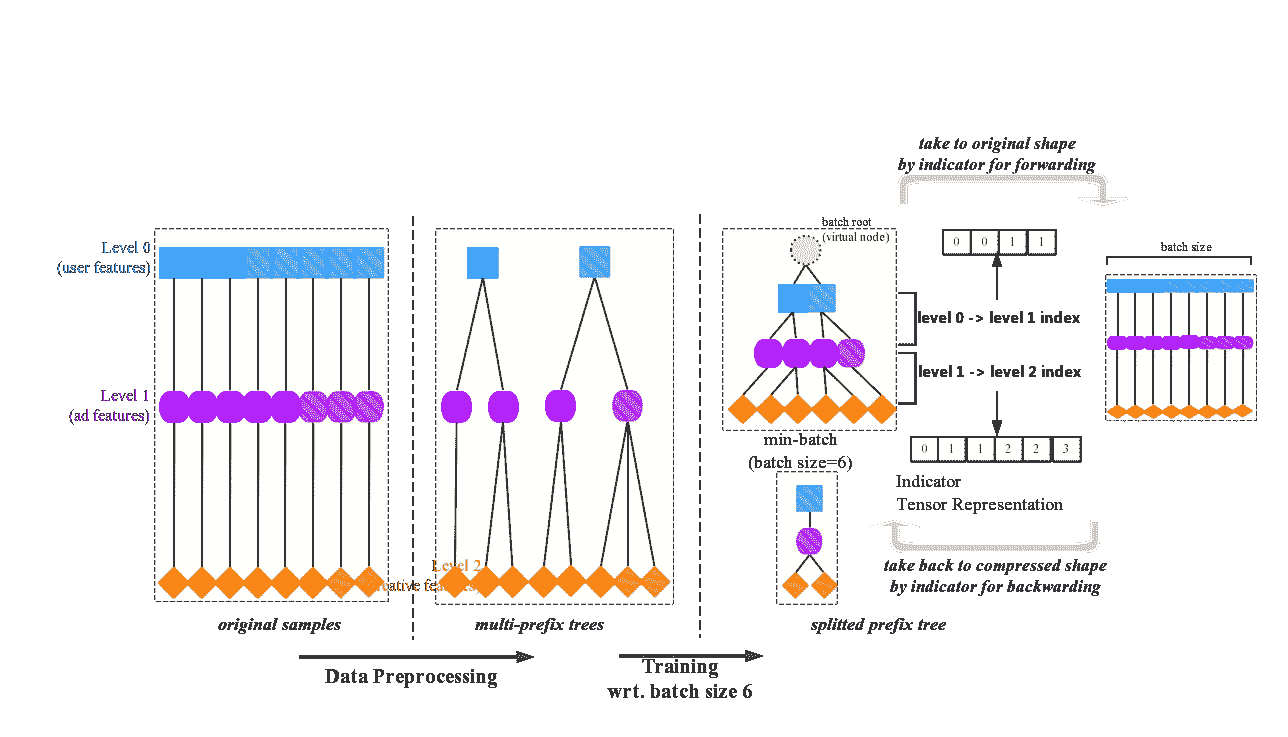 take to original shape
by indicator for forwarding
Level 0
(user features)
batch root
(virtual node)
0 0 1 1
batch size
level 0 -> level 1 index
level 1 -> level 2 index
Level 1
(ad features)
min-batch
(batch size=6)
0 1 1 2 2 3
Indicator
Tensor Representation
Level 2
take back to compressed shape
by indicator for backwarding
original samples
multi-prefix trees
splitted prefix tree
Data Preprocessing
Training
wrt. batch size 6